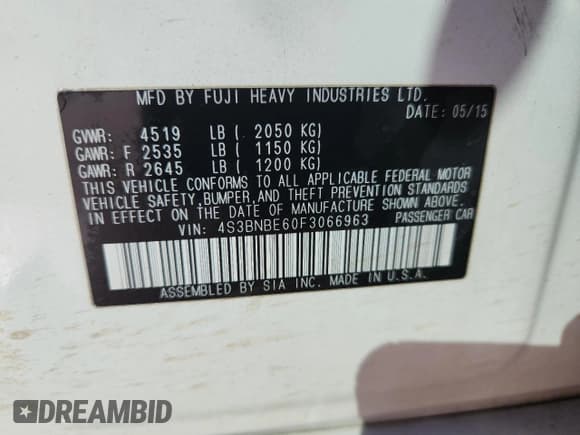 MFD BY FUJI HEAVY INDUSTRIES LTD.
DATE: 05/15
GVWR: 4519 LB ( 2050 KG)
GAWR: F 2535 LB ( 1150 KG)
GAWR: R 2645 LB ( 1200 KG)
THIS VEHICLE CONFORMS TO ALL APPLICABLE FEDERAL MOTOR
VEHICLE SAFETY, BUMPER, AND THEFT PREVENTION STANDARDS
IN EFFECT ON THE DATE OF MANUFACTURE SHOWN ABOVE.
VIN: 4S3BNBE60F3066963 PASSENGER CAR
ASSEMBLED BY SIA INC. MADE IN U.S.A.
DREAMBID